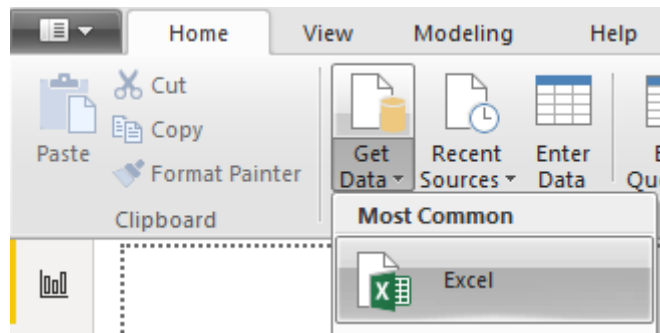 Home View Modeling Help
Cut
Copy
Format Painter
Paste
Clipboard
Get Data
Recent Sources
Enter Data
Most Common
Excel